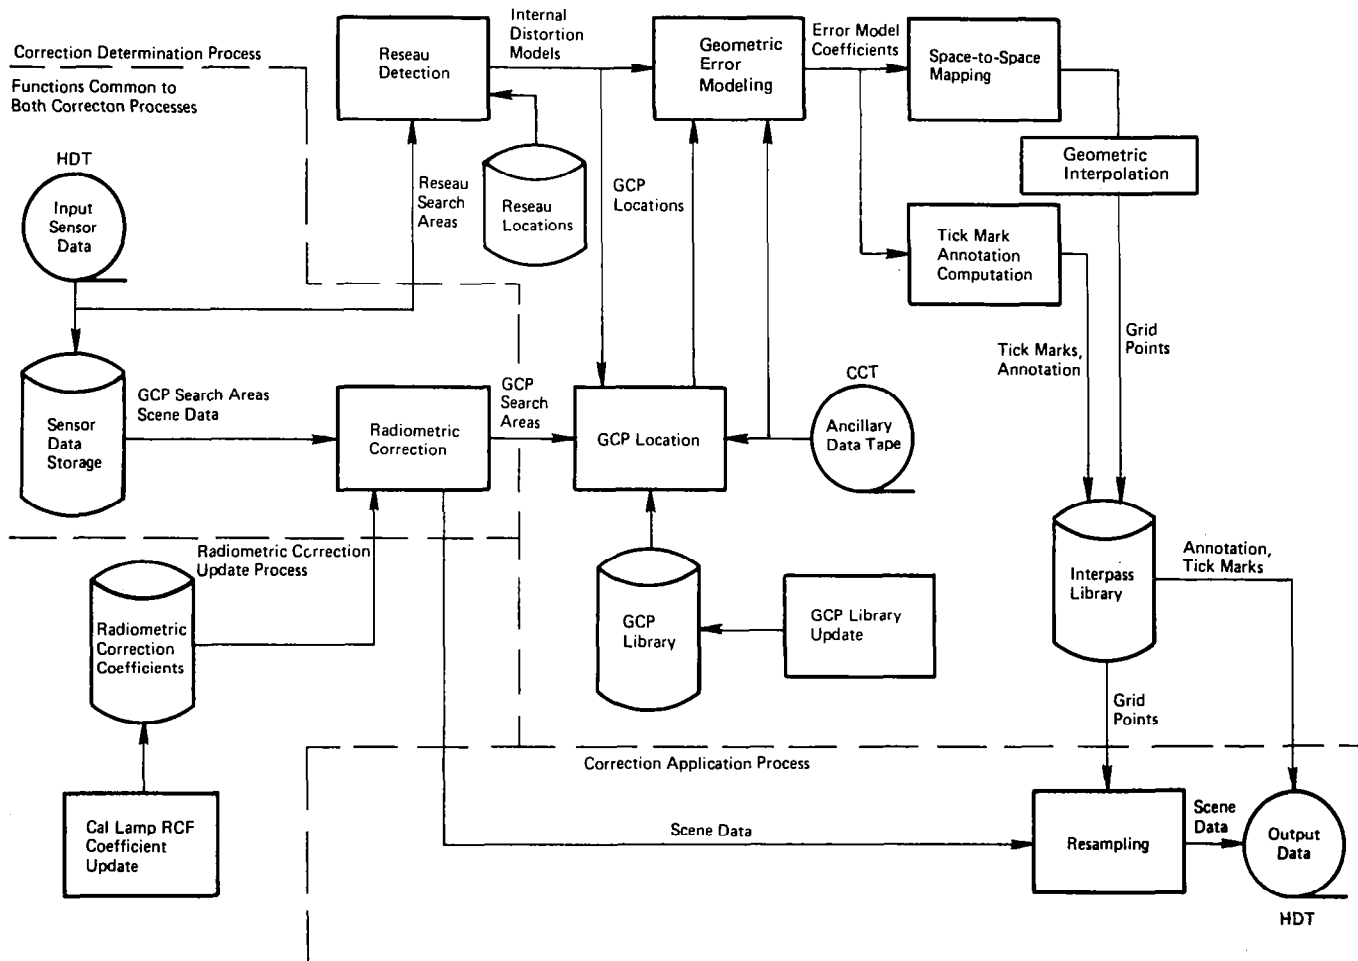 Correction Determination Process
Functions Common to
Both Correcton Processes
HDT
Input
Sensor
Data
Reseau
Detection
Internal
Distortion
Models
Geometric
Error
Modeling
Error Model
Coefficients
Space-to-Space
Mapping
Geometric
Interpolation
Reseau
Search
Areas
Reseau
Locations
GCP
Locations
Tick Mark
Annotation
Computation
Tick Marks,
Annotation
Grid
Points
Sensor
Data
Storage
GCP Search Areas
Scene Data
Radiometric
Correction
GCP
Search
Areas
GCP Location
CCT
Ancillary
Data Tape
Radiometric Correction
Update Process
Radiometric
Correction
Coefficients
GCP
Library
GCP Library
Update
Interpass
Library
Annotation,
Tick Marks
Grid
Points
Correction Application Process
Cal Lamp RCF
Coefficient
Update
Scene Data
Resampling
Scene
Data
Output
Data
HDT